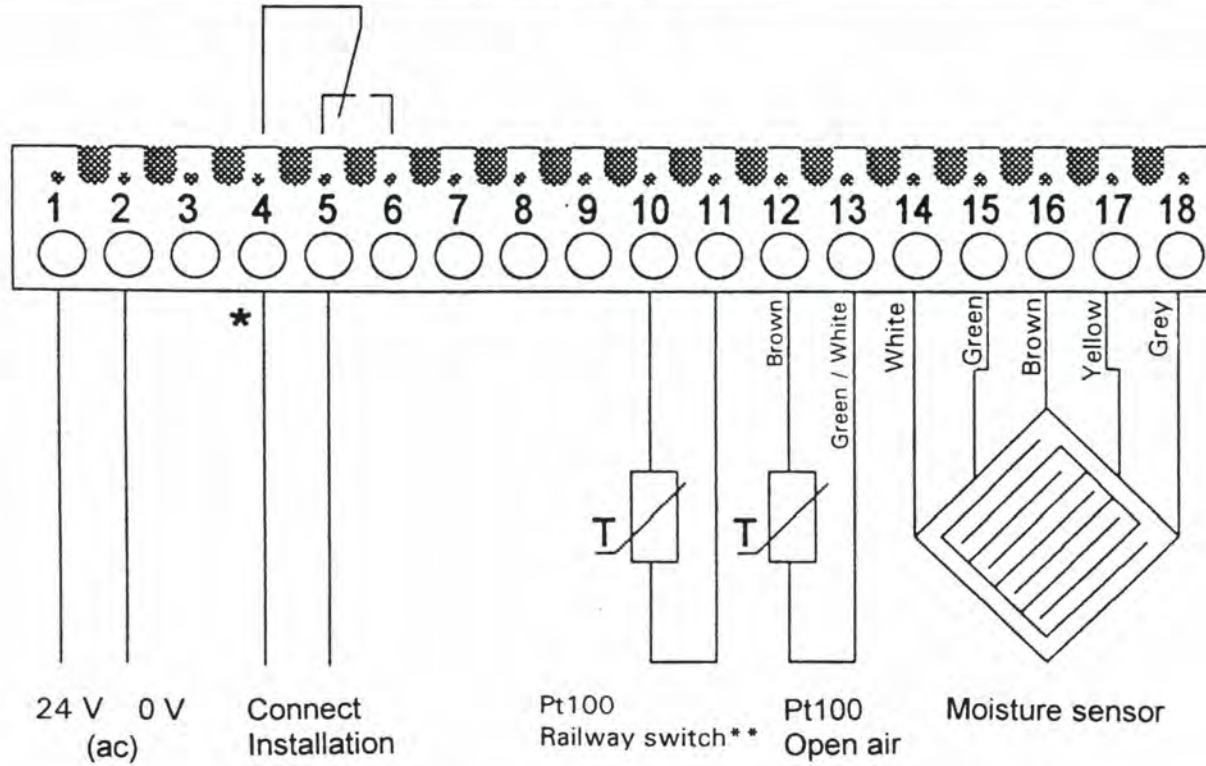 1 2 3 4 5 6 7 8 9 10 11 12 13 14 15 16 17 18
*
Brown
Green / White
White
Green
Brown
Yellow
Grey
T
T
24 V 0 V
(ac)
Connect
Installation
Pt100
Railway switch**
Pt100
Open air
Moisture sensor